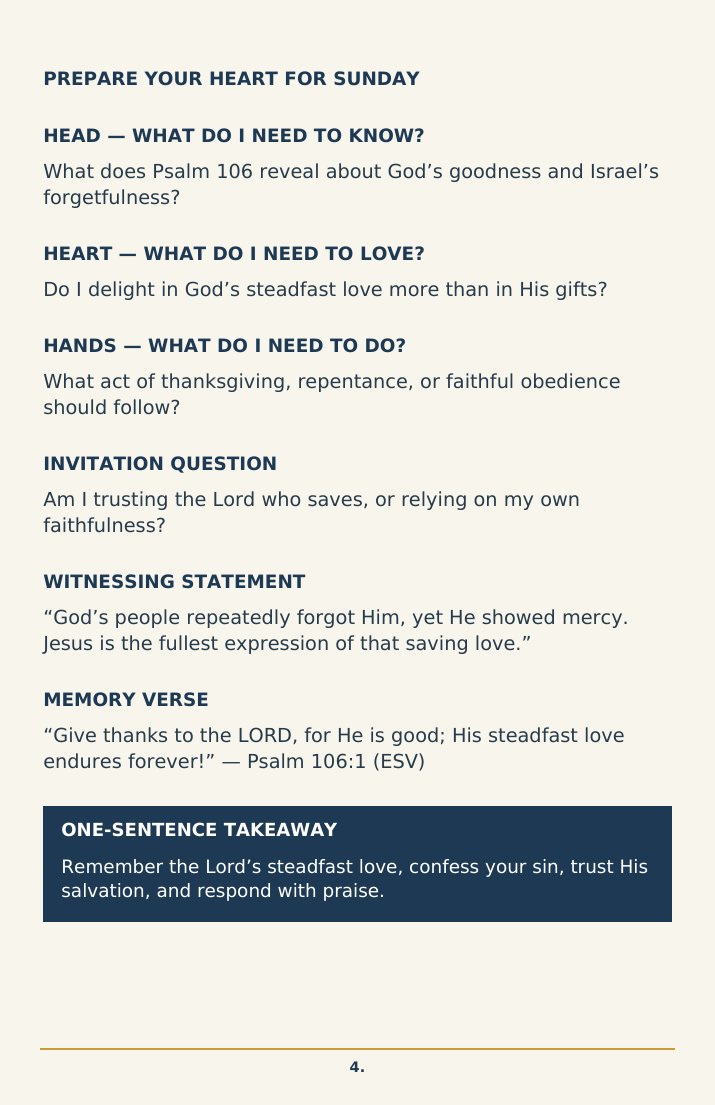 PREPARE YOUR HEART FOR SUNDAY
HEAD — WHAT DO I NEED TO KNOW?
What does Psalm 106 reveal about God’s goodness and Israel’s
forgetfulness?
HEART — WHAT DO I NEED TO LOVE?
Do I delight in God’s steadfast love more than in His gifts?
HANDS — WHAT DO I NEED TO DO?
What act of thanksgiving, repentance, or faithful obedience
should follow?
INVITATION QUESTION
Am I trusting the Lord who saves, or relying on my own
faithfulness?
WITNESSING STATEMENT
“God’s people repeatedly forgot Him, yet He showed mercy.
Jesus is the fullest expression of that saving love.”
MEMORY VERSE
“Give thanks to the LORD, for He is good; His steadfast love
endures forever!” — Psalm 106:1 (ESV)
ONE-SENTENCE TAKEAWAY
Remember the Lord’s steadfast love, confess your sin, trust His
salvation, and respond with praise.
4.